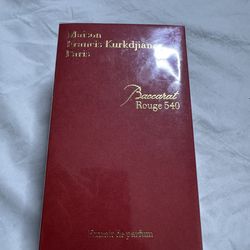 Maison
Francis Kurkdjian
Paris
Baccarat
Rouge 540
Extrait de parfum